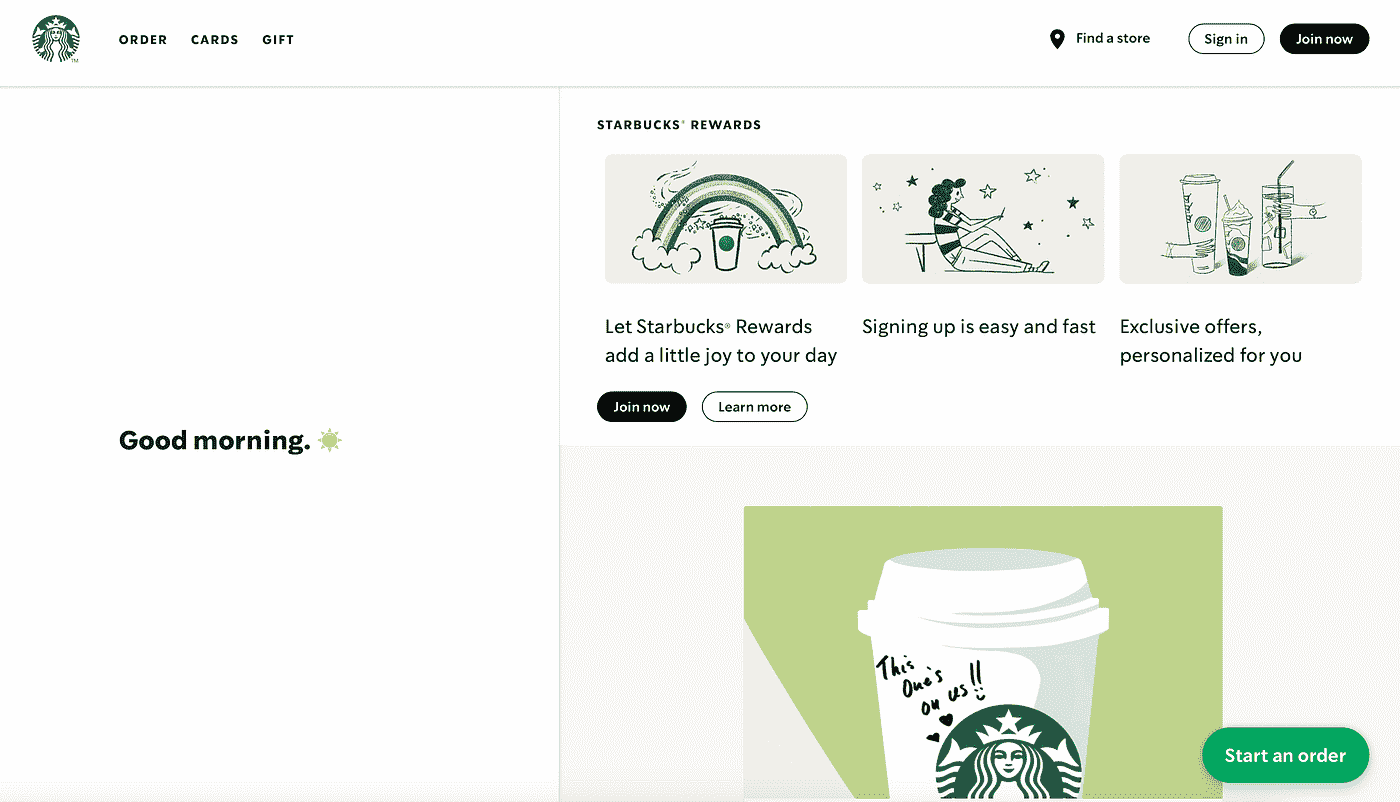 TM
ORDER
CARDS
GIFT
Find a store
Sign in
Join now
Good morning.
STARBUCKS® REWARDS
Let Starbucks® Rewards
add a little joy to your day
Signing up is easy and fast
Exclusive offers,
personalized for you
Join now
Learn more
This
One's
on us!!
Start an order